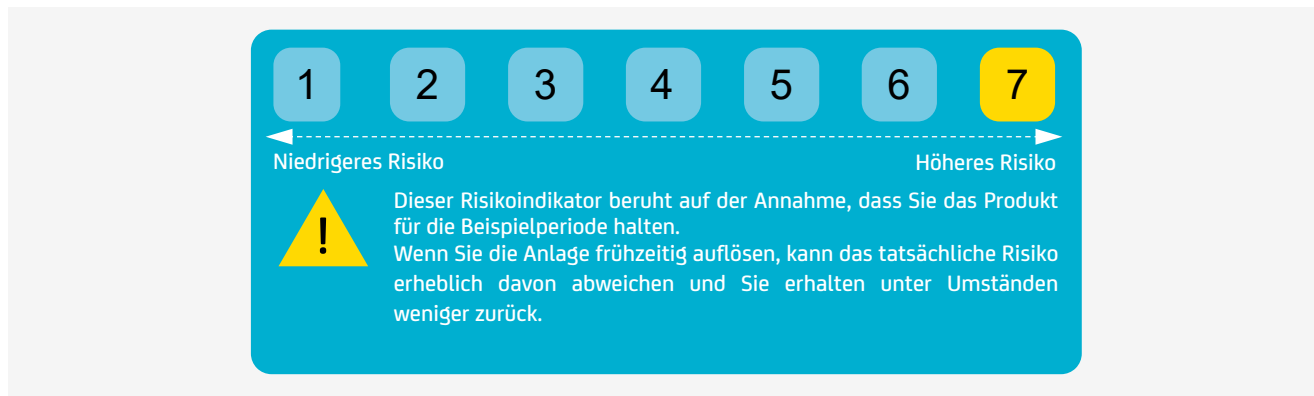 1 2 3 4 5 6 7
Niedrigeres Risiko Höheres Risiko
!
Dieser Risikoindikator beruht auf der Annahme, dass Sie das Produkt
für die Beispielperiode halten.
Wenn Sie die Anlage frühzeitig auflösen, kann das tatsächliche Risiko
erheblich davon abweichen und Sie erhalten unter Umständen
weniger zurück.